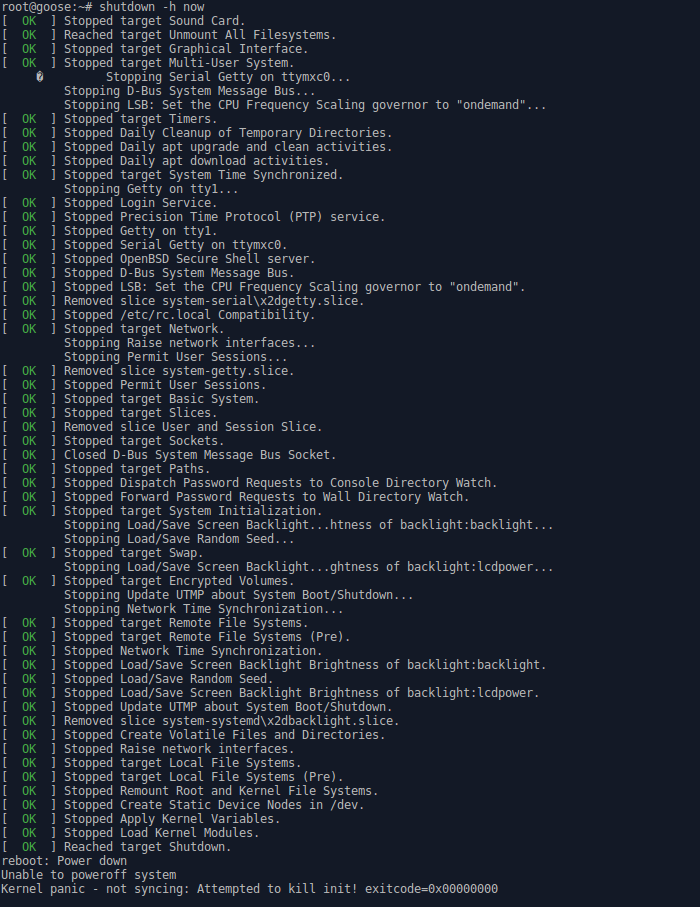 root@goose:~# shutdown -h now
[  OK  ] Stopped target Sound Card.
[  OK  ] Reached target Unmount All Filesystems.
[  OK  ] Stopped target Graphical Interface.
[  OK  ] Stopped target Multi-User System.
�         Stopping Serial Getty on ttymxc0...
Stopping D-Bus System Message Bus...
Stopping LSB: Set the CPU Frequency Scaling governor to "ondemand"...
[  OK  ] Stopped target Timers.
[  OK  ] Stopped Daily Cleanup of Temporary Directories.
[  OK  ] Stopped Daily apt upgrade and clean activities.
[  OK  ] Stopped Daily apt download activities.
[  OK  ] Stopped target System Time Synchronized.
Stopping Getty on tty1...
[  OK  ] Stopped Login Service.
[  OK  ] Stopped Precision Time Protocol (PTP) service.
[  OK  ] Stopped Getty on tty1.
[  OK  ] Stopped Serial Getty on ttymxc0.
[  OK  ] Stopped OpenBSD Secure Shell server.
[  OK  ] Stopped D-Bus System Message Bus.
[  OK  ] Stopped LSB: Set the CPU Frequency Scaling governor to "ondemand".
[  OK  ] Removed slice system-serial\x2dgetty.slice.
[  OK  ] Stopped /etc/rc.local Compatibility.
[  OK  ] Stopped target Network.
Stopping Raise network interfaces...
Stopping Permit User Sessions...
[  OK  ] Removed slice system-getty.slice.
[  OK  ] Stopped Permit User Sessions.
[  OK  ] Stopped target Basic System.
[  OK  ] Stopped target Slices.
[  OK  ] Removed slice User and Session Slice.
[  OK  ] Stopped target Sockets.
[  OK  ] Closed D-Bus System Message Bus Socket.
[  OK  ] Stopped target Paths.
[  OK  ] Stopped Dispatch Password Requests to Console Directory Watch.
[  OK  ] Stopped Forward Password Requests to Wall Directory Watch.
[  OK  ] Stopped target System Initialization.
Stopping Load/Save Screen Backlight...htness of backlight:backlight...
Stopping Load/Save Random Seed...
[  OK  ] Stopped target Swap.
Stopping Load/Save Screen Backlight...ghtness of backlight:lcdpower...
[  OK  ] Stopped target Encrypted Volumes.
Stopping Update UTMP about System Boot/Shutdown...
Stopping Network Time Synchronization...
[  OK  ] Stopped target Remote File Systems.
[  OK  ] Stopped target Remote File Systems (Pre).
[  OK  ] Stopped Network Time Synchronization.
[  OK  ] Stopped Load/Save Screen Backlight Brightness of backlight:backlight.
[  OK  ] Stopped Load/Save Random Seed.
[  OK  ] Stopped Load/Save Screen Backlight Brightness of backlight:lcdpower.
[  OK  ] Stopped Update UTMP about System Boot/Shutdown.
[  OK  ] Removed slice system-systemd\x2dbacklight.slice.
[  OK  ] Stopped Create Volatile Files and Directories.
[  OK  ] Stopped Raise network interfaces.
[  OK  ] Stopped target Local File Systems.
[  OK  ] Stopped target Local File Systems (Pre).
[  OK  ] Stopped Remount Root and Kernel File Systems.
[  OK  ] Stopped Create Static Device Nodes in /dev.
[  OK  ] Stopped Apply Kernel Variables.
[  OK  ] Stopped Load Kernel Modules.
[  OK  ] Reached target Shutdown.
reboot: Power down
Unable to poweroff system
Kernel panic - not syncing: Attempted to kill init! exitcode=0x00000000